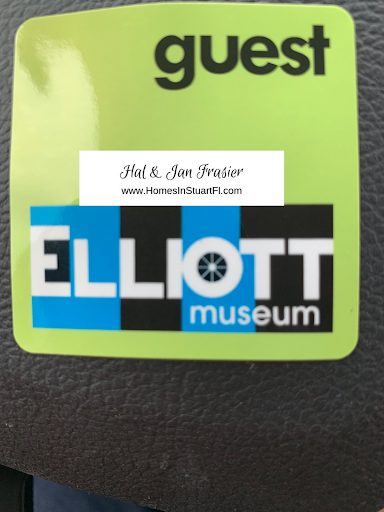 guest
Hal & Jan Frasier
www.HomesInStuartFl.com
ELLIOTT
museum